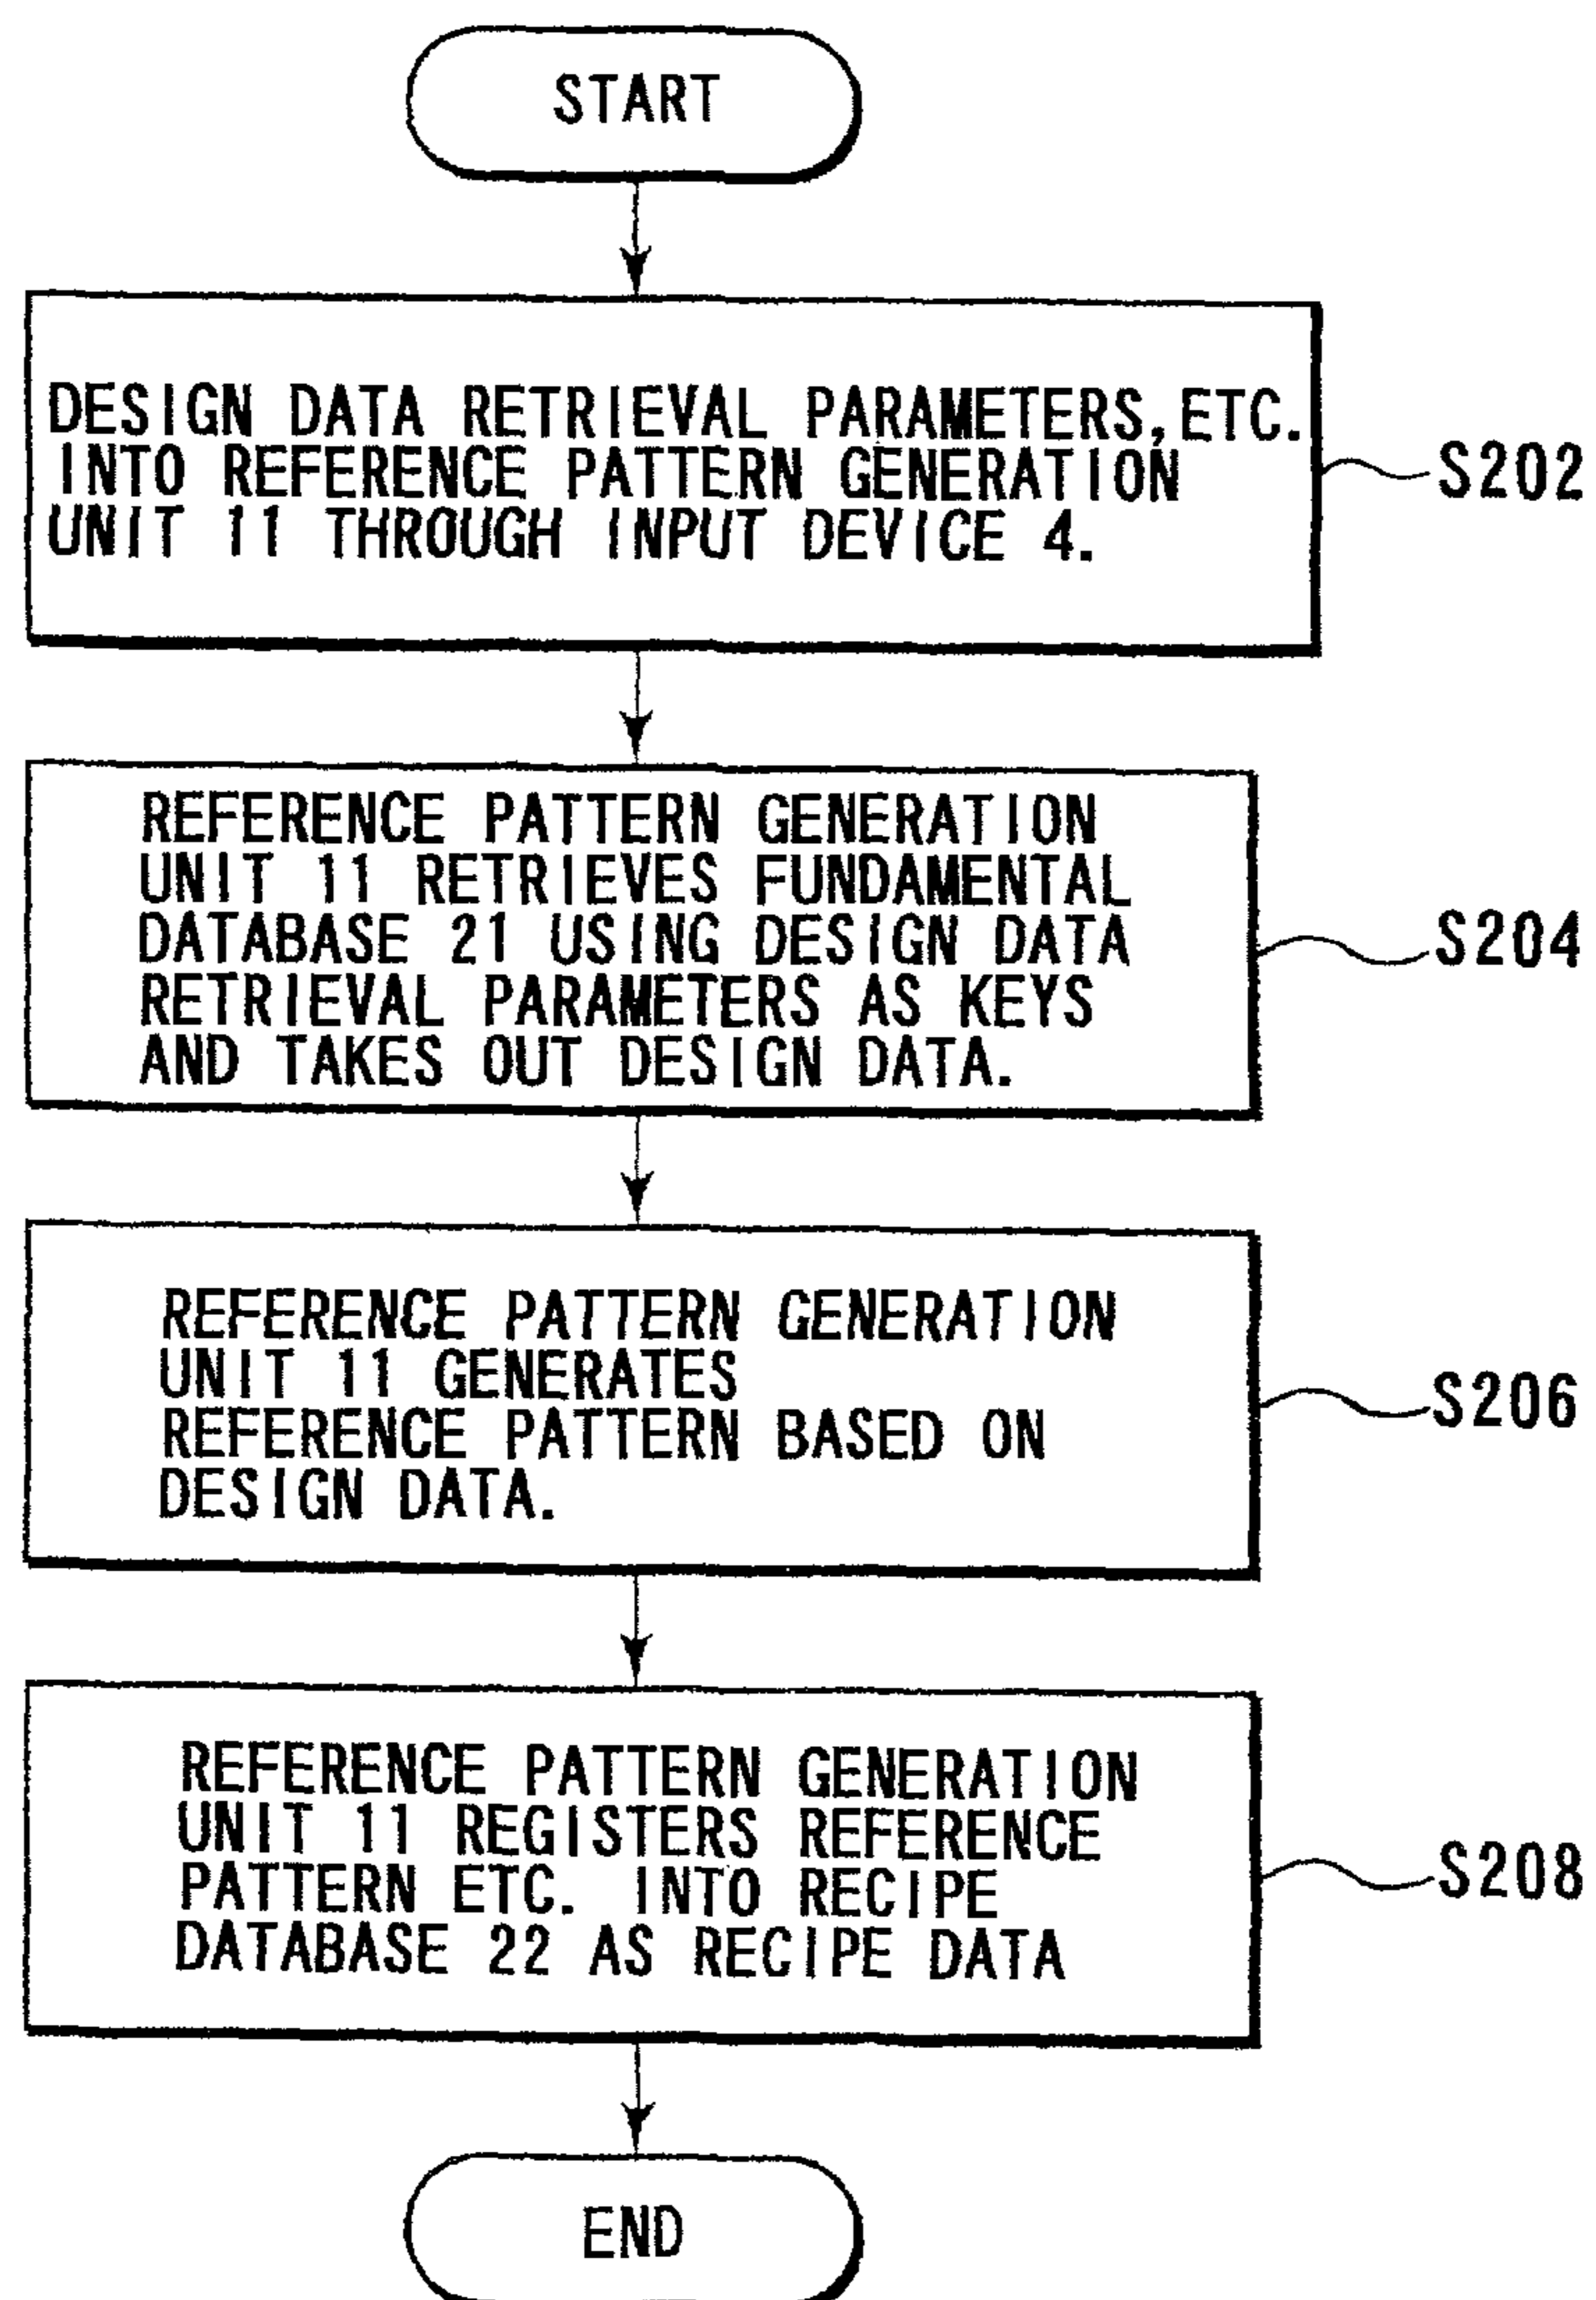 START
DESIGN DATA RETRIEVAL PARAMETERS, ETC.
INTO REFERENCE PATTERN GENERATION
UNIT 11 THROUGH INPUT DEVICE 4.
S202
REFERENCE PATTERN GENERATION
UNIT 11 RETRIEVES FUNDAMENTAL
DATABASE 21 USING DESIGN DATA
RETRIEVAL PARAMETERS AS KEYS
AND TAKES OUT DESIGN DATA.
S204
REFERENCE PATTERN GENERATION
UNIT 11 GENERATES
REFERENCE PATTERN BASED ON
DESIGN DATA.
S206
REFERENCE PATTERN GENERATION
UNIT 11 REGISTERS REFERENCE
PATTERN ETC. INTO RECIPE
DATABASE 22 AS RECIPE DATA
S208
END